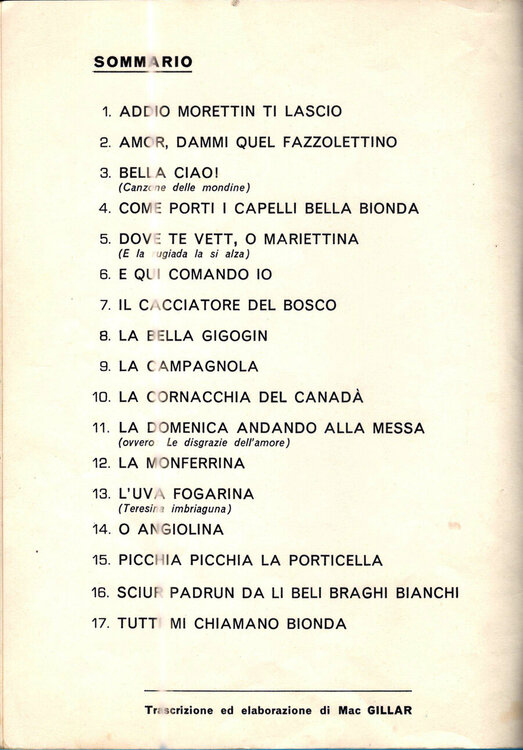 SOMMARIO
1. ADDIO MORETTIN TI LASCIO
2. AMOR, DAMMI QUEL FAZZOLETTINO
3. BELLA CIAO!
(Canzone delle mondine)
4. COME PORTI I CAPELLI BELLA BIONDA
5. DOVE TE VETT, O MARIETTINA
(E la rugiada la si alza)
6. E QUI COMANDO IO
7. IL CACCIATORE DEL BOSCO
8. LA BELLA GIGOGIN
9. LA CAMPAGNOLA
10. LA CORNACCHIA DEL CANADÀ
11. LA DOMENICA ANDANDO ALLA MESSA
(ovvero Le disgrazie dell'amore)
12. LA MONFERRINA
13. L'UVA FOGARINA
(Teresina imbriaguna)
14. O ANGIOLINA
15. PICCHIA PICCHIA LA PORTICELLA
16. SCIUR PADRUN DA LI BELI BRAGHI BIANCHI
17. TUTTI MI CHIAMANO BIONDA
Trascrizione ed elaborazione di Mac GILLAR